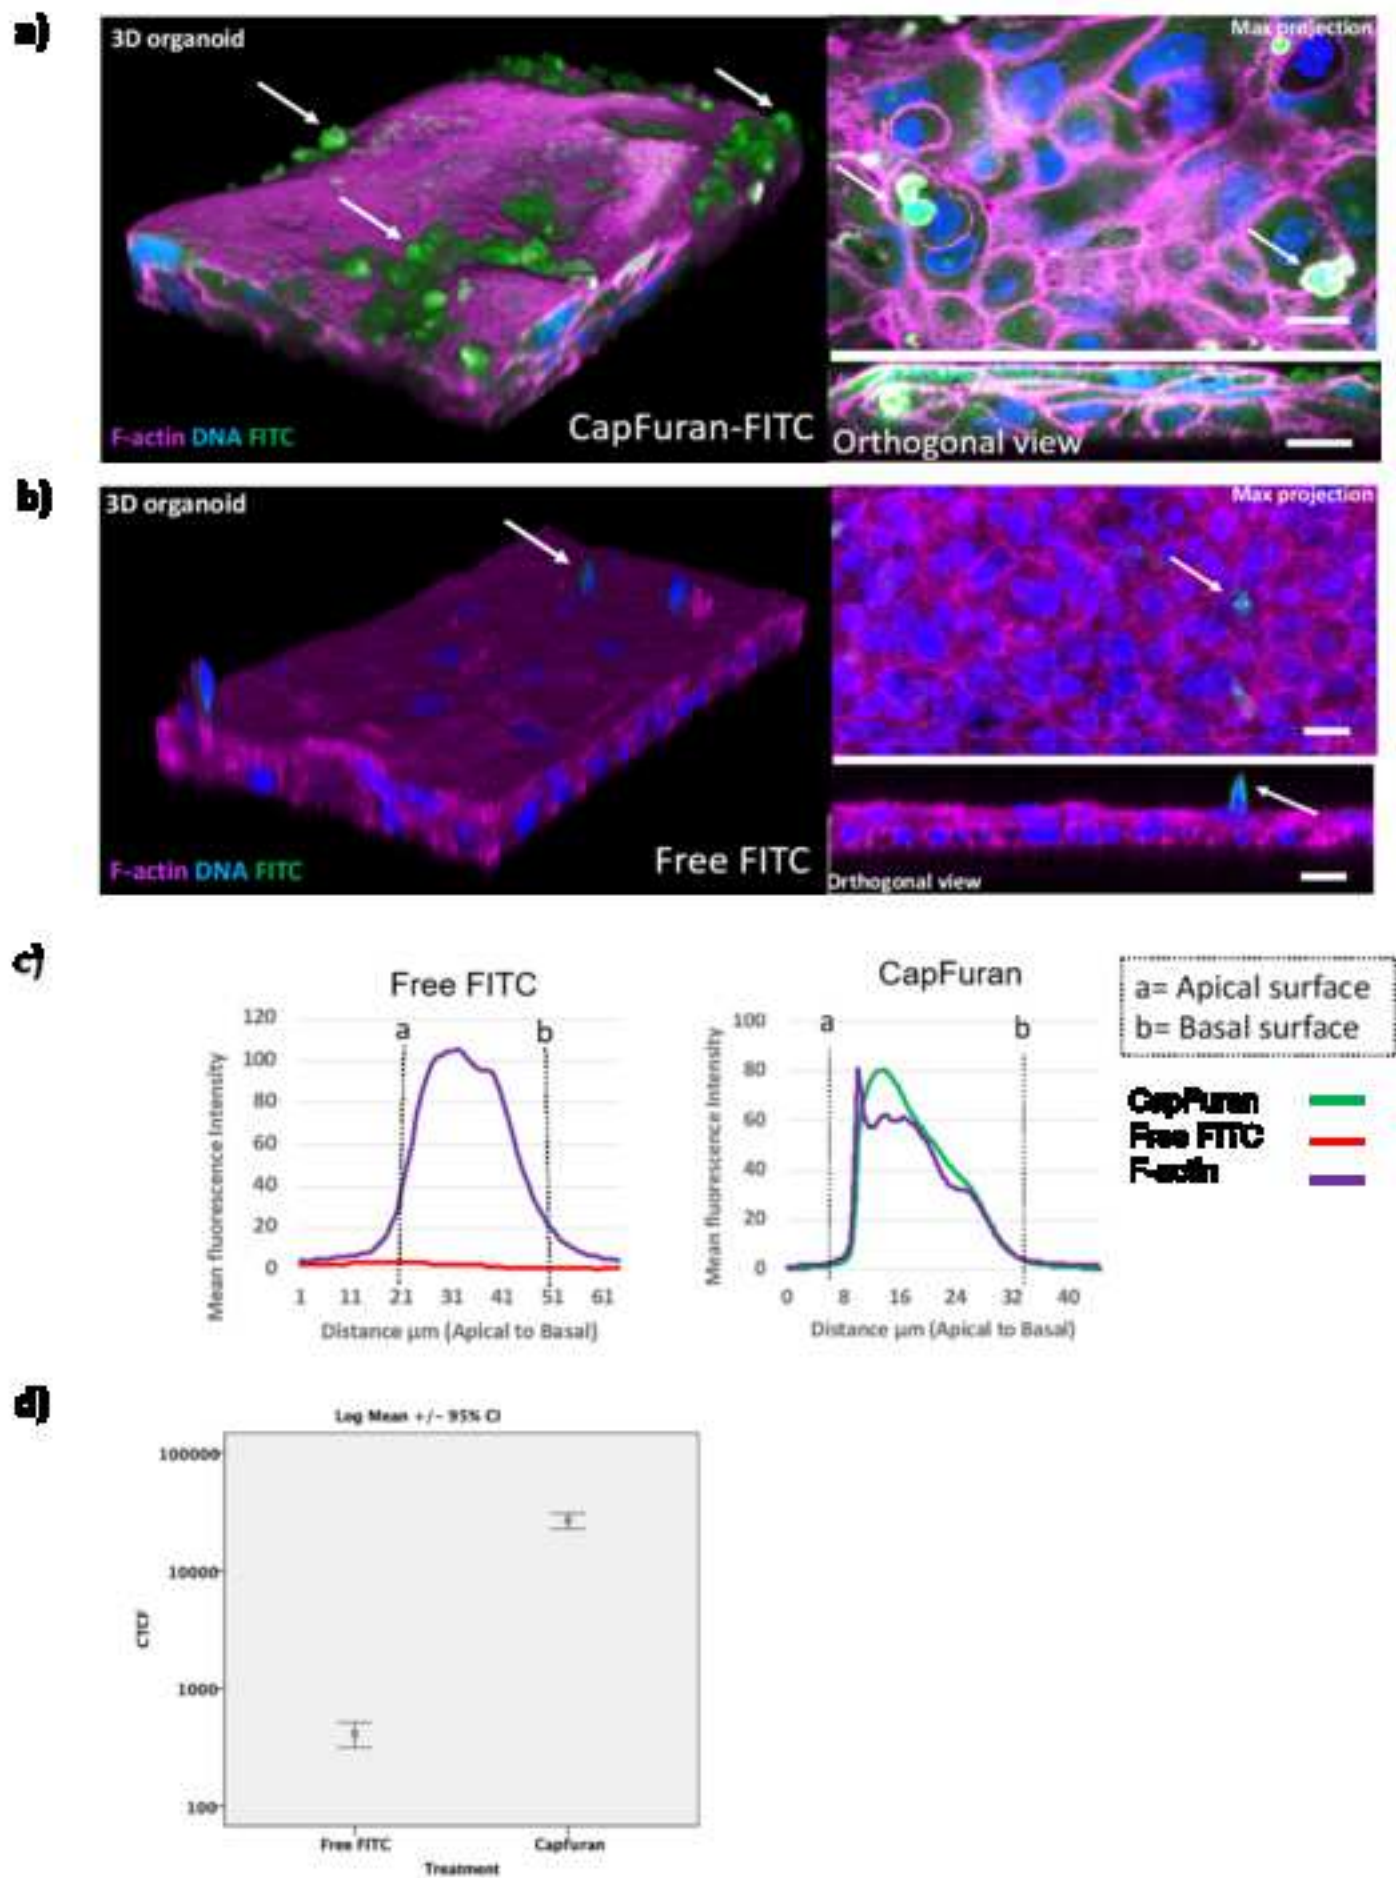 a)
3D organoid
Max projection
F-actin DNA FITC
CapFuran-FITC
Orthogonal view
b)
3D organoid
Max projection
F-actin DNA FITC
Free FITC
Orthogonal view
c)
Free FITC
Mean fluorescence Intensity
120
100
80
60
40
20
0
a
b
1 11 21 31 41 51 61
Distance µm (Apical to Basal)
CapFuran
Mean fluorescence Intensity
100
80
60
40
20
0
a
b
0 8 16 24 32 40
Distance µm (Apical to Basal)
a= Apical surface
b= Basal surface
CapFuran
Free FITC
F-actin
d)
Log Mean +/- 95% CI
CTCF
100000
10000
1000
100
Free FITC Capfuran
Treatment